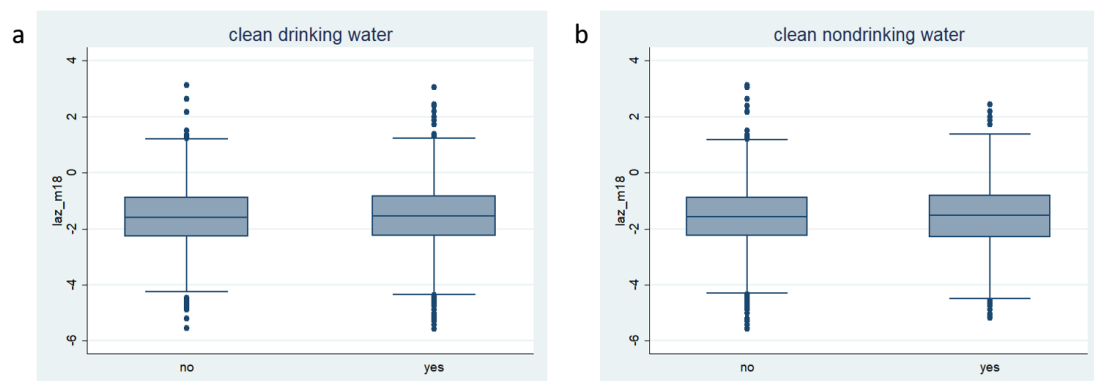 a
clean drinking water
4
2
0
-2
-4
-6
laz_m18
no yes
b
clean nondrinking water
4
2
0
-2
-4
-6
laz_m18
no yes